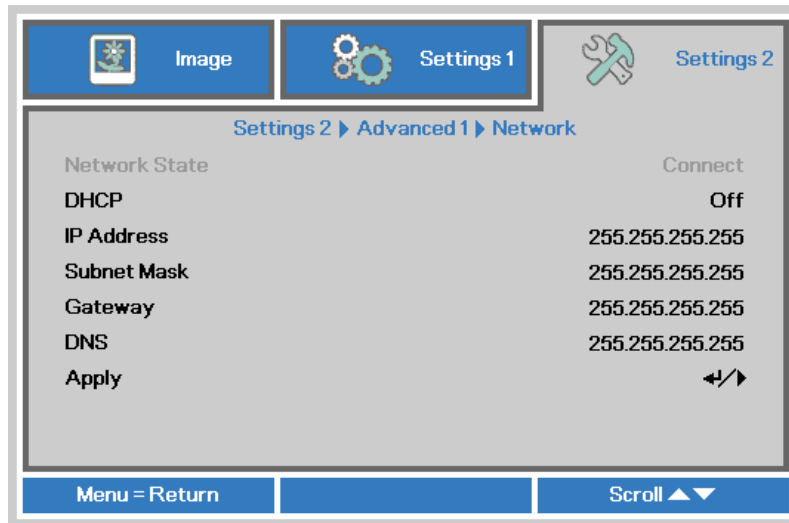 Image Settings 1 Settings 2
Settings 2 ▶ Advanced 1 ▶ Network
Network State Connect
DHCP Off
IP Address 255.255.255.255
Subnet Mask 255.255.255.255
Gateway 255.255.255.255
DNS 255.255.255.255
Apply ↵/▶
Menu = Return Scroll ▲▼